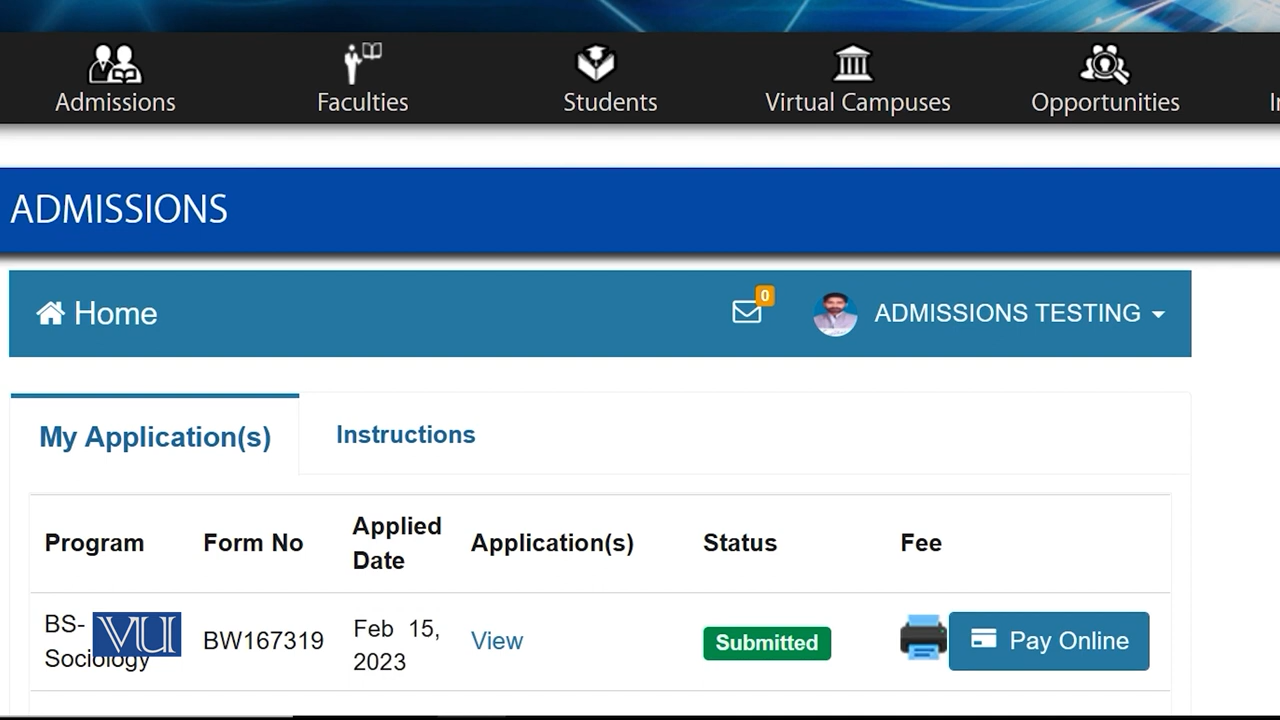 Admissions
Faculties
Students
Virtual Campuses
Opportunities
ADMISSIONS
Home
0
ADMISSIONS TESTING
My Application(s)
Instructions
Program
Form No
Applied
Date
Application(s)
Status
Fee
BS-
Sociology
VU
BW167319
Feb 15,
2023
View
Submitted
Pay Online